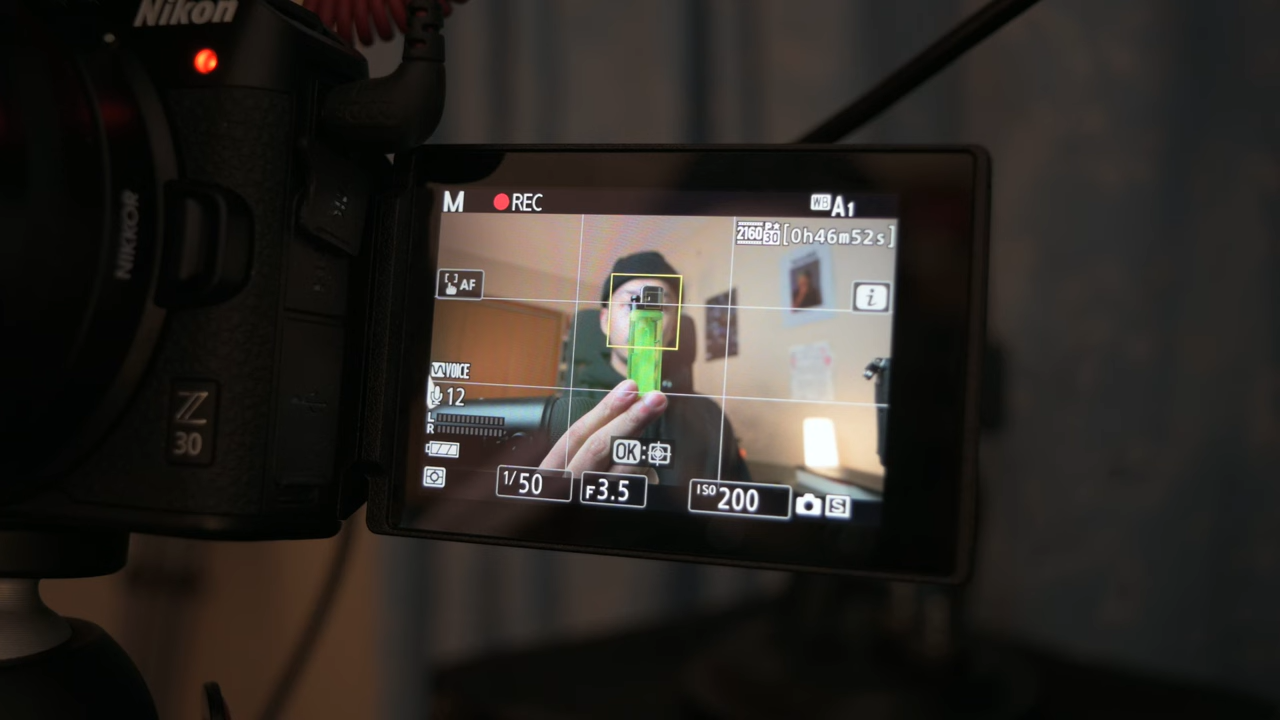 Nikon
NIKKOR
Z
30
M REC WB A1
2160 P★ 30 [0h46m52s]
AF
i
VOICE
12
L
R
OK:
1/50 F3.5 ISO 200 S